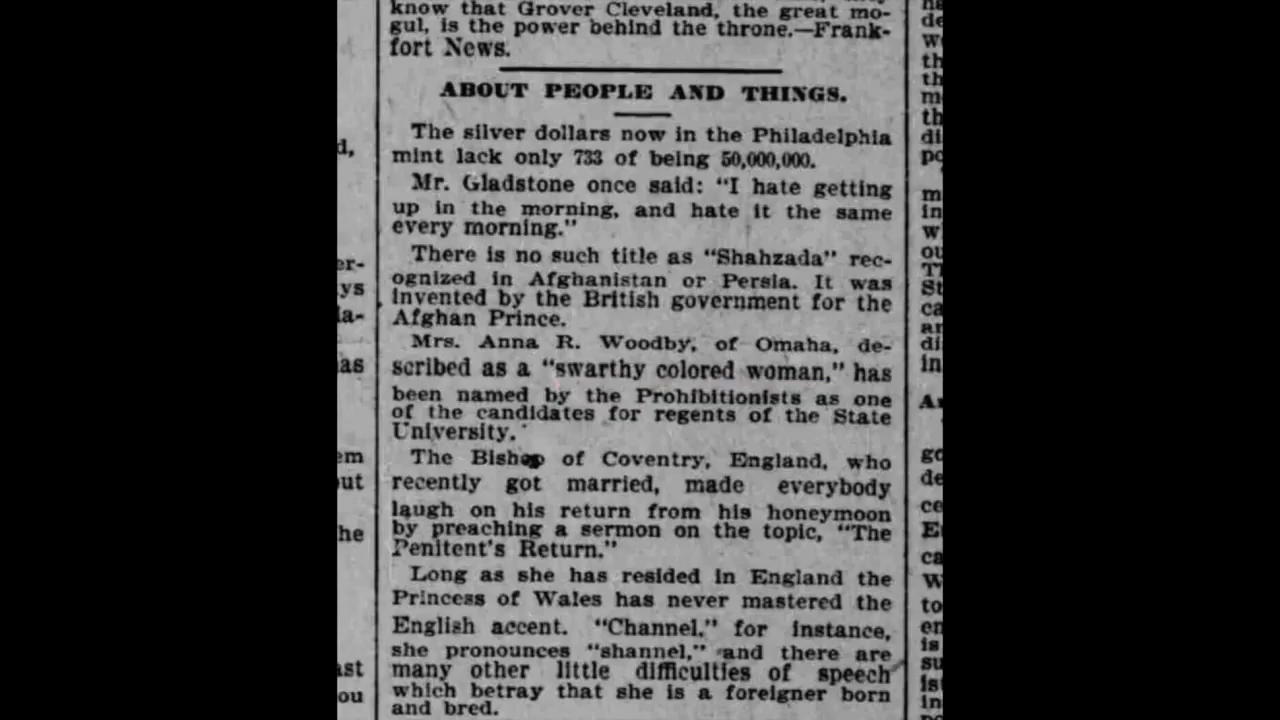 know that Grover Cleveland, the great mo-
gul, is the power behind the throne.—Frank-
fort News.
ABOUT PEOPLE AND THINGS.
The silver dollars now in the Philadelphia
mint lack only 733 of being 50,000,000.
Mr. Gladstone once said: "I hate getting
up in the morning, and hate it the same
every morning."
There is no such title as "Shahzada" rec-
ognized in Afghanistan or Persia. It was
invented by the British government for the
Afghan Prince.
Mrs. Anna R. Woodby, of Omaha, de-
scribed as a "swarthy colored woman," has
been named by the Prohibitionists as one
of the candidates for regents of the State
University.
The Bishop of Coventry, England, who
recently got married, made everybody
laugh on his return from his honeymoon
by preaching a sermon on the topic, "The
Penitent's Return."
Long as she has resided in England the
Princess of Wales has never mastered the
English accent. "Channel," for instance,
she pronounces "shannel," and there are
many other little difficulties of speech
which betray that she is a foreigner born
and bred.